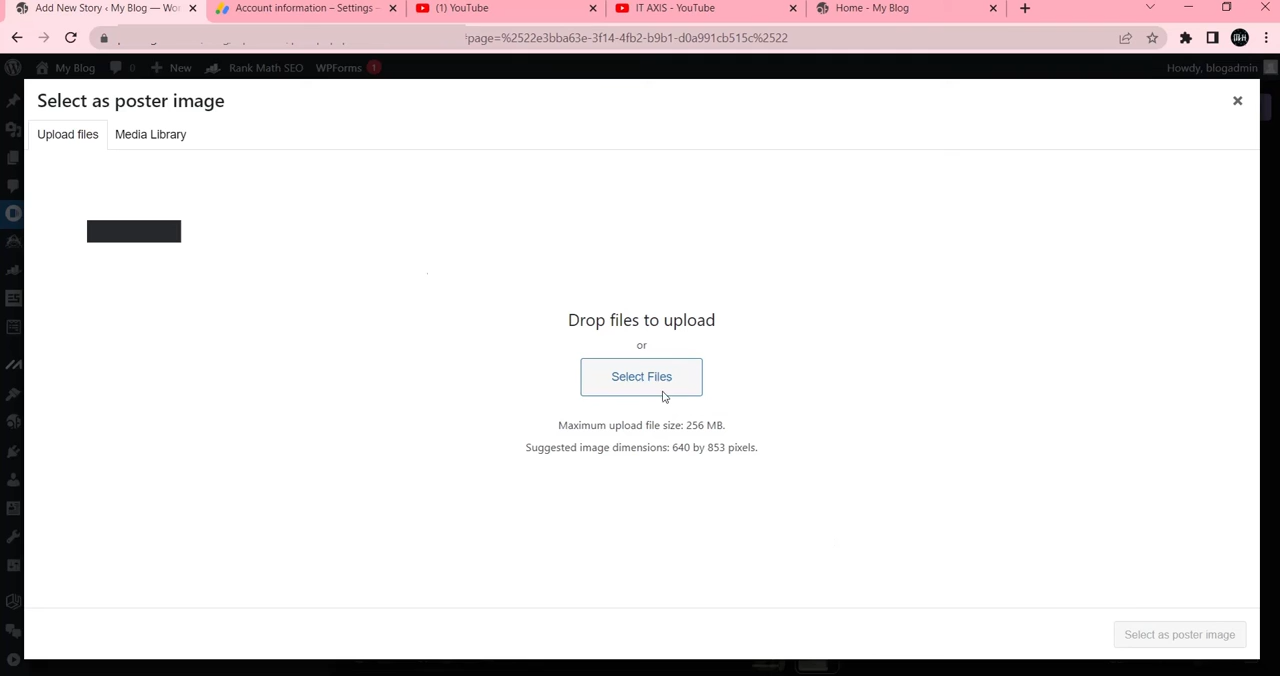 Add New Story ‹ My Blog — Wor
Account information – Settings –
(1) YouTube
IT AXIS - YouTube
Home - My Blog
page=%2522e3bba63e-3f14-4fb2-b9b1-d0a991cb515c%2522
My Blog
0
New
Rank Math SEO
WPForms
1
Howdy, blogadmin
Select as poster image
Upload files
Media Library
Drop files to upload
or
Select Files
Maximum upload file size: 256 MB.
Suggested image dimensions: 640 by 853 pixels.
Select as poster image